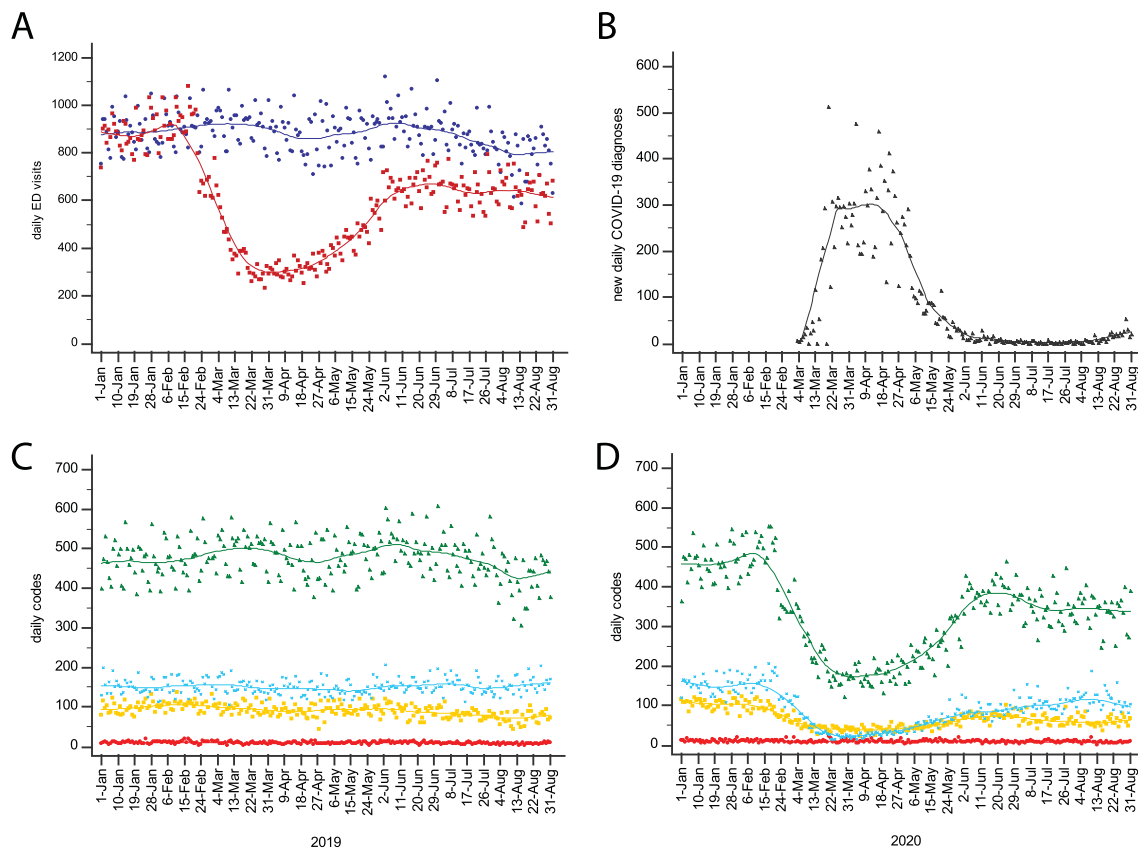 A
daily ED visits
1200
1000
800
600
400
200
0
1-Jan 10-Jan 19-Jan 28-Jan 6-Feb 15-Feb 24-Feb 4-Mar 13-Mar 22-Mar 31-Mar 9-Apr 18-Apr 27-Apr 6-May 15-May 24-May 2-Jun 11-Jun 20-Jun 29-Jun 8-Jul 17-Jul 26-Jul 4-Aug 13-Aug 22-Aug 31-Aug
B
new daily COVID-19 diagnoses
600
500
400
300
200
100
0
1-Jan 10-Jan 19-Jan 28-Jan 6-Feb 15-Feb 24-Feb 4-Mar 13-Mar 22-Mar 31-Mar 9-Apr 18-Apr 27-Apr 6-May 15-May 24-May 2-Jun 11-Jun 20-Jun 29-Jun 8-Jul 17-Jul 26-Jul 4-Aug 13-Aug 22-Aug 31-Aug
C
daily codes
700
600
500
400
300
200
100
0
1-Jan 10-Jan 19-Jan 28-Jan 6-Feb 15-Feb 24-Feb 4-Mar 13-Mar 22-Mar 31-Mar 9-Apr 18-Apr 27-Apr 6-May 15-May 24-May 2-Jun 11-Jun 20-Jun 29-Jun 8-Jul 17-Jul 26-Jul 4-Aug 13-Aug 22-Aug 31-Aug
2019
D
daily codes
700
600
500
400
300
200
100
0
1-Jan 10-Jan 19-Jan 28-Jan 6-Feb 15-Feb 24-Feb 4-Mar 13-Mar 22-Mar 31-Mar 9-Apr 18-Apr 27-Apr 6-May 15-May 24-May 2-Jun 11-Jun 20-Jun 29-Jun 8-Jul 17-Jul 26-Jul 4-Aug 13-Aug 22-Aug 31-Aug
2020